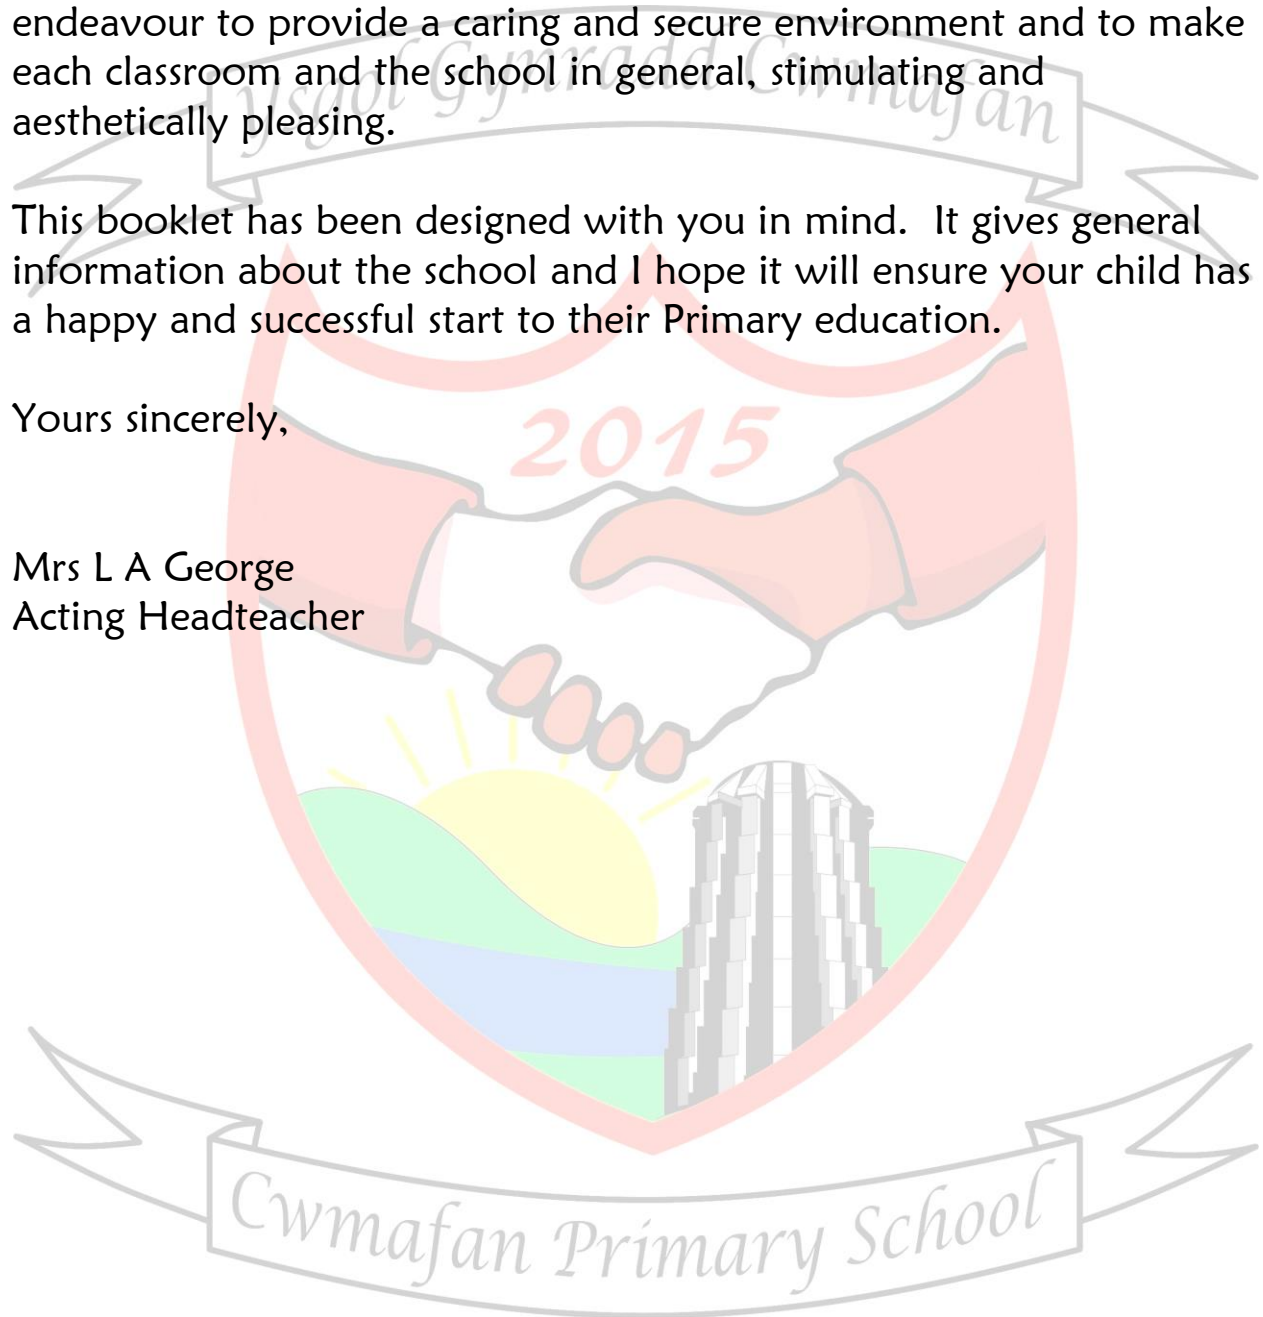 endeavour to provide a caring and secure environment and to make
each classroom and the school in general, stimulating and
aesthetically pleasing.
Ysgol Gynradd Cwmafan
This booklet has been designed with you in mind. It gives general
information about the school and I hope it will ensure your child has
a happy and successful start to their Primary education.
Yours sincerely,
2015
Mrs L A George
Acting Headteacher
Cwmafan Primary School